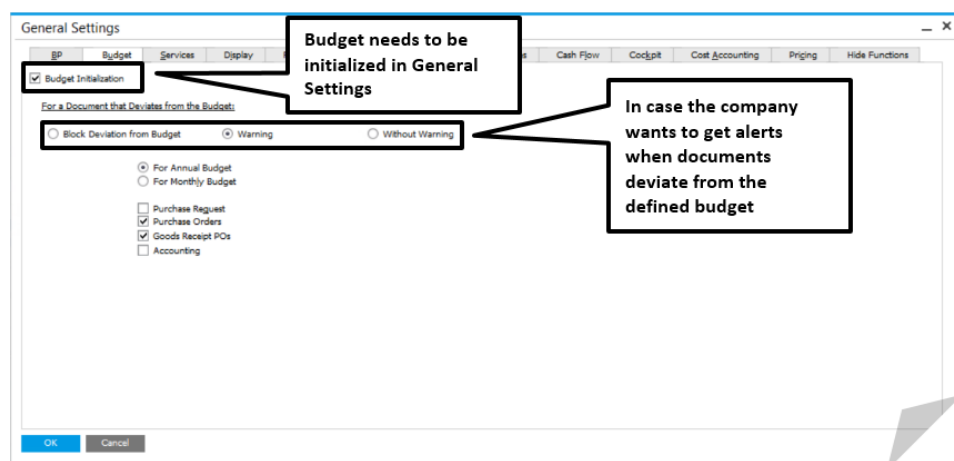 General Settings
BP Budget Services Display Cash Flow Cockpit Cost Accounting Pricing Hide Functions
Budget needs to be
initialized in General
Settings
Budget Initialization
For a Document that Deviates from the Budget:
Block Deviation from Budget Warning Without Warning
In case the company
wants to get alerts
when documents
deviate from the
defined budget
For Annual Budget
For Monthly Budget
Purchase Request
Purchase Orders
Goods Receipt POs
Accounting
OK Cancel